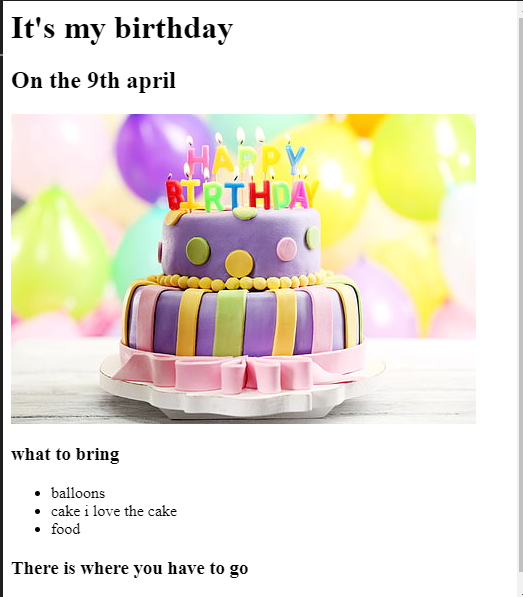 It's my birthday
On the 9th april
HAPPY
BIRTHDAY
what to bring
balloons
cake i love the cake
food
There is where you have to go